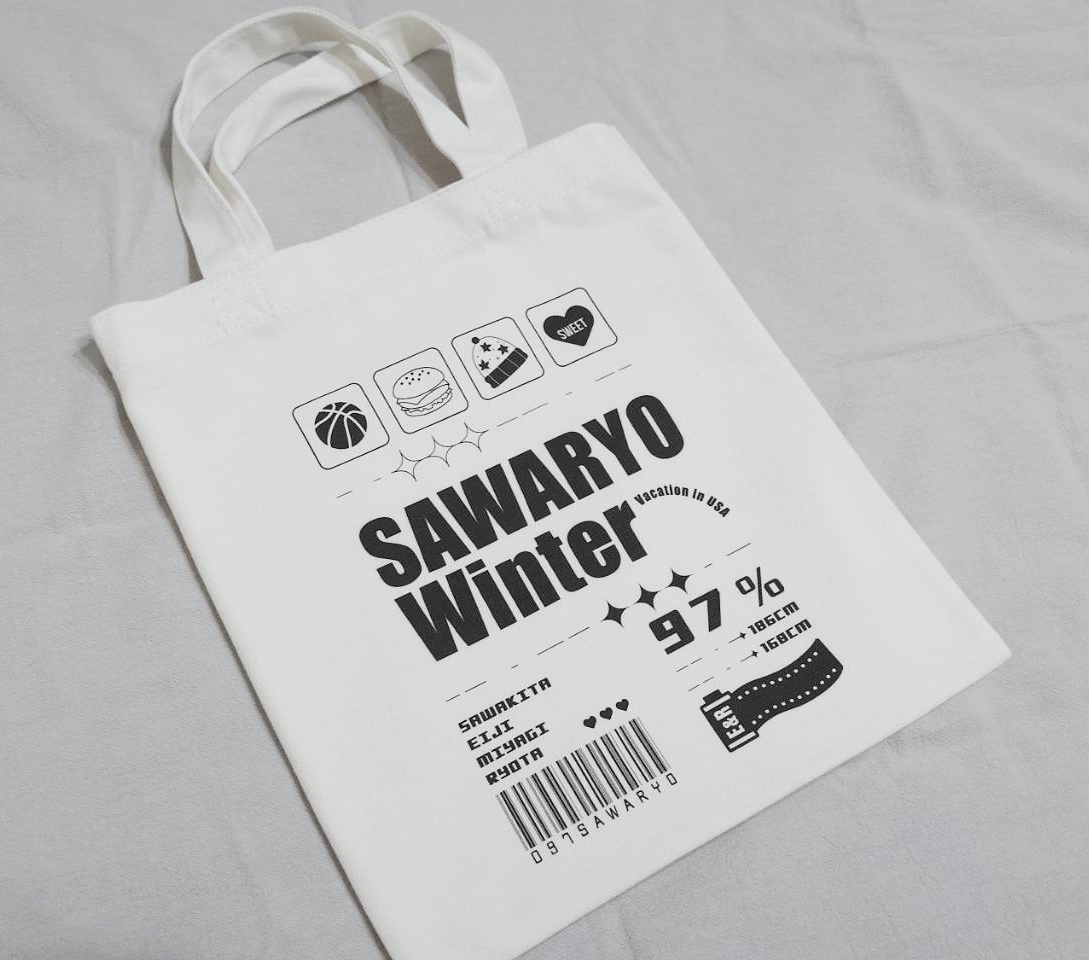 SWEET
SAWARYO
Winter
Vacation in USA
97 %
186CM
168CM
E&R
SAWAKITA
EIJI
MIYAGI
RYOTA
097SAWARYO